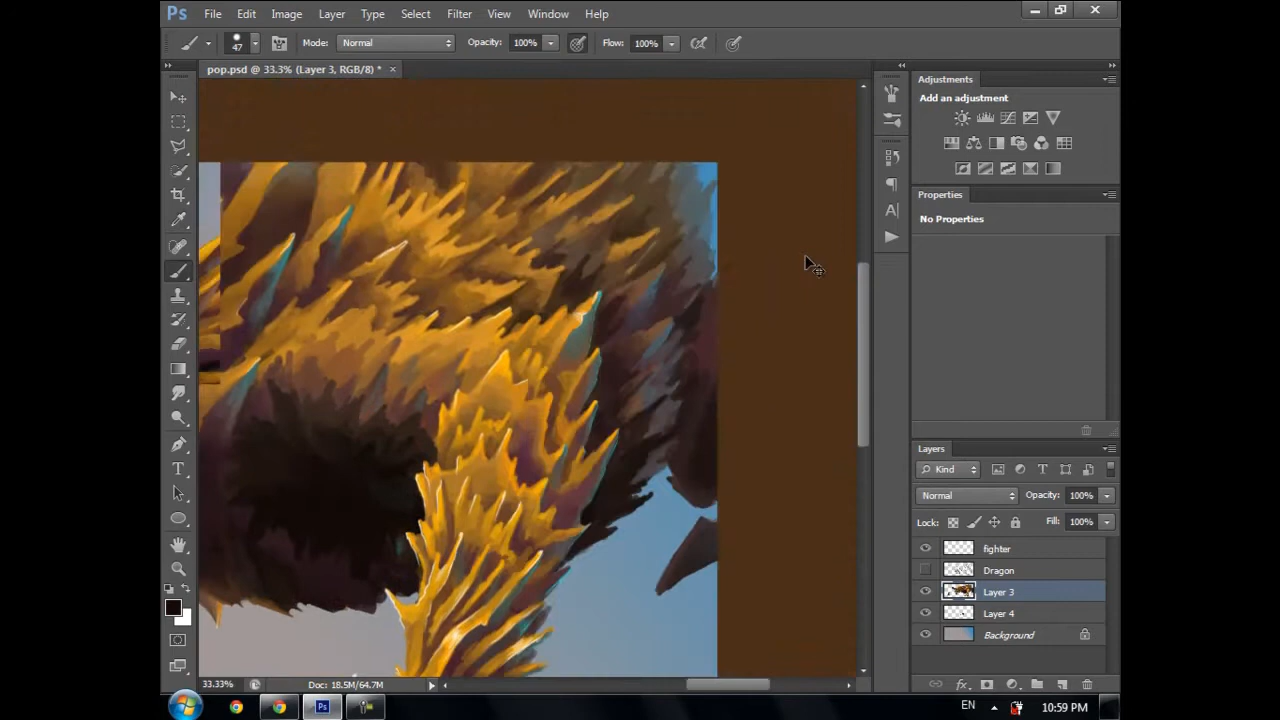 Ps File Edit Image Layer Type Select Filter View Window Help
47 Mode: Normal Opacity: 100% Flow: 100%
pop.psd @ 33.3% (Layer 3, RGB/8) * ×
Adjustments
Add an adjustment
Properties
No Properties
Layers
Kind
Normal Opacity: 100%
Lock: Fill: 100%
fighter
Dragon
Layer 3
Layer 4
Background
33.33% Doc: 18.5M/64.7M
EN 10:59 PM